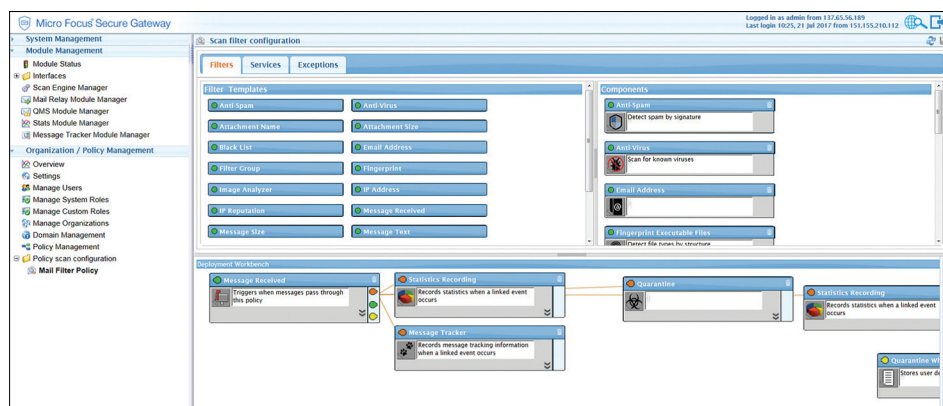 Micro Focus Secure Gateway
Logged in as admin from 137.65.56.189
Last login 10:25, 21 Jul 2017 from 151.155.210.112
System Management
Module Management
Module Status
Interfaces
Scan Engine Manager
Mail Relay Module Manager
QMS Module Manager
Stats Module Manager
Message Tracker Module Manager
Organization / Policy Management
Overview
Settings
Manage Users
Manage System Roles
Manage Custom Roles
Manage Organizations
Domain Management
Policy Management
Policy scan configuration
Mail Filter Policy
Scan filter configuration
Filters Services Exceptions
Filter Templates
Anti-Spam Anti-Virus
Attachment Name Attachment Size
Black List Email Address
Filter Group Fingerprint
Image Analyzer IP Address
IP Reputation Message Received
Message Size Message Text
Components
Anti-Spam
Detect spam by signature
Anti-Virus
Scan for known viruses
Email Address
Fingerprint Executable Files
Detect file types by structure
Deployment Workbench
Message Received
Triggers when messages pass through
this policy
Statistics Recording
Records statistics when a linked event
occurs
Message Tracker
Records message tracking information
when a linked event occurs
Quarantine
Statistics Recording
Records statistics when a linked event
occurs
Quarantine
Stores user